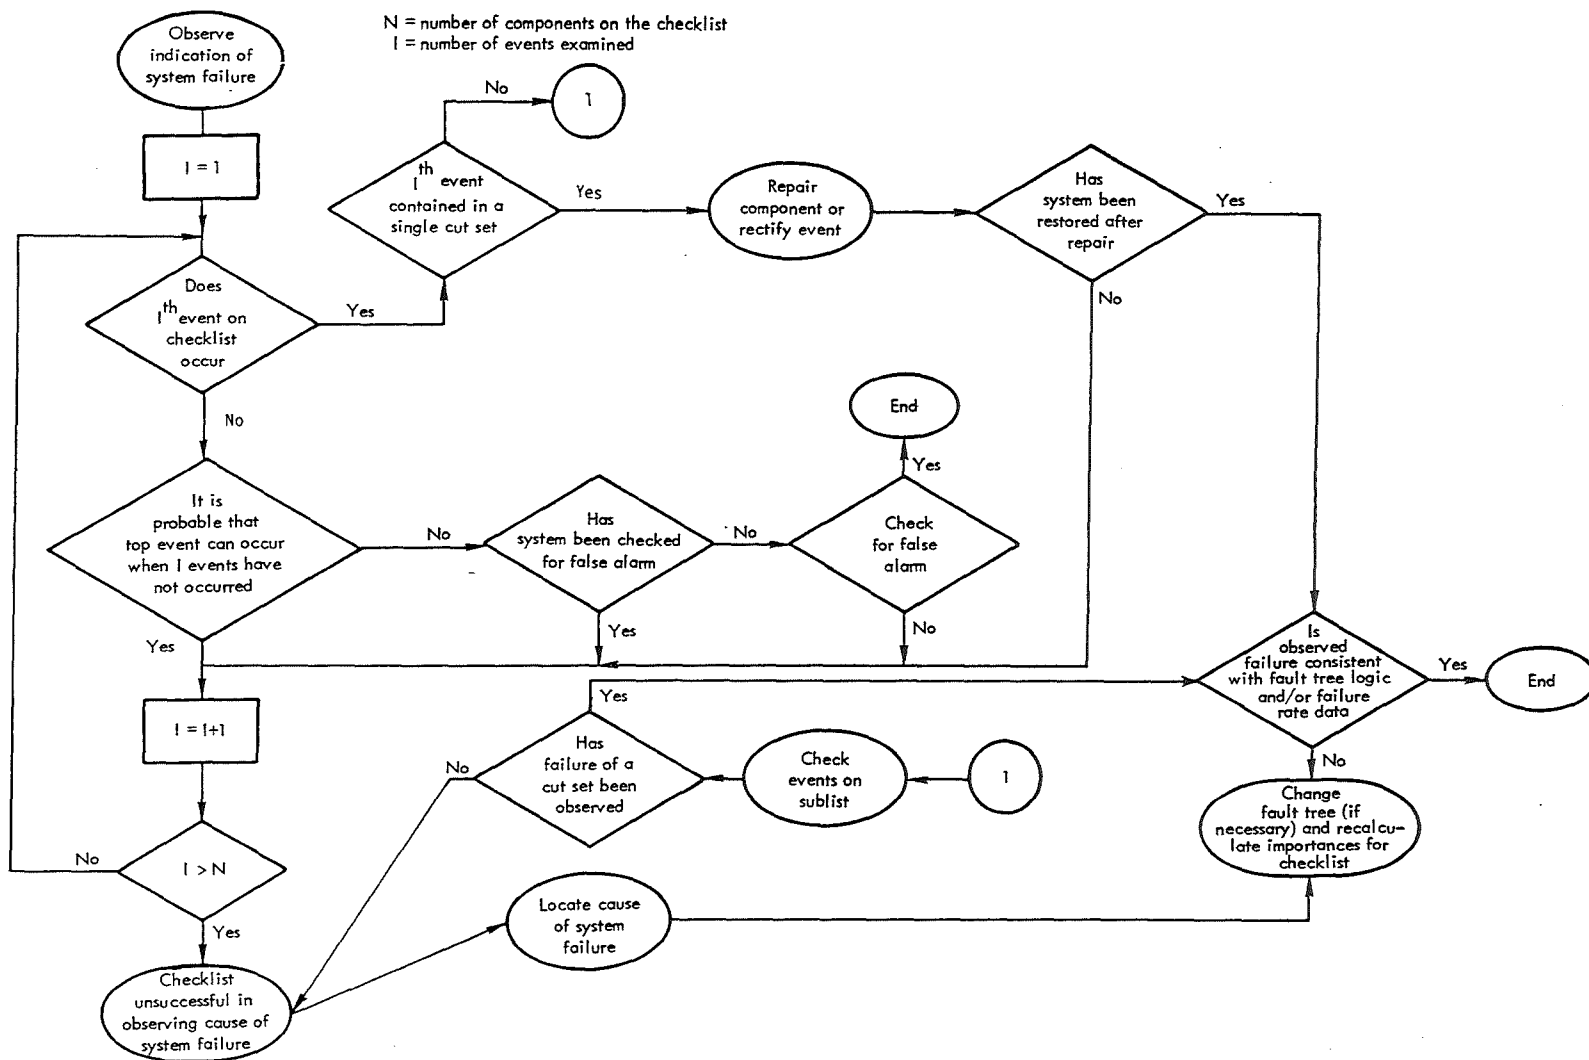 N = number of components on the checklist
I = number of events examined
Observe
indication of
system failure
I = 1
No
1
I th event
contained in a
single cut set
Yes
Repair
component or
rectify event
Has
system been
restored after
repair
Yes
No
Does
I th event on
checklist
occur
Yes
No
End
Yes
It is
probable that
top event can occur
when I events have
not occurred
No
Has
system been checked
for false alarm
No
Check
for false
alarm
Yes
Yes
No
Is
observed
failure consistent
with fault tree logic
and/or failure
rate data
Yes
End
No
I = I+1
Yes
Has
failure of a
cut set been
observed
No
Check
events on
sublist
1
Change
fault tree (if
necessary) and recalcu-
late importances for
checklist
No
I > N
Yes
Locate cause
of system
failure
Checklist
unsuccessful in
observing cause of
system failure